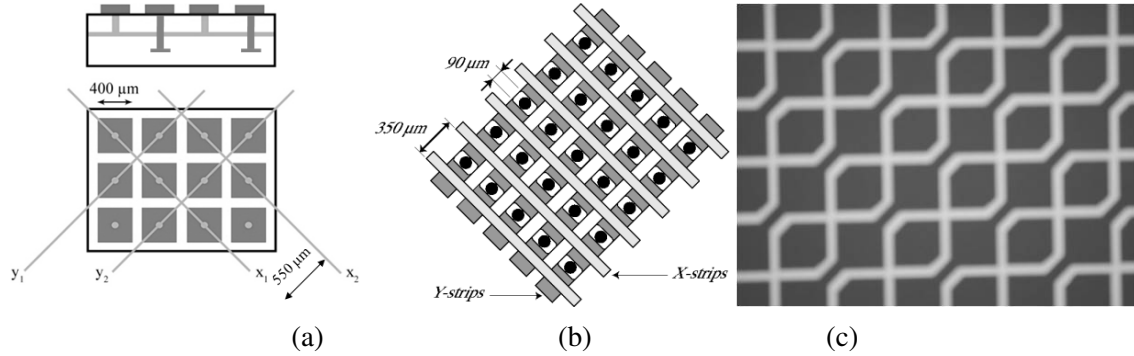 400 µm
y1
y2
x1
550 µm
x2
(a)
90 µm
350 µm
X-strips
Y-strips
(b)
(c)